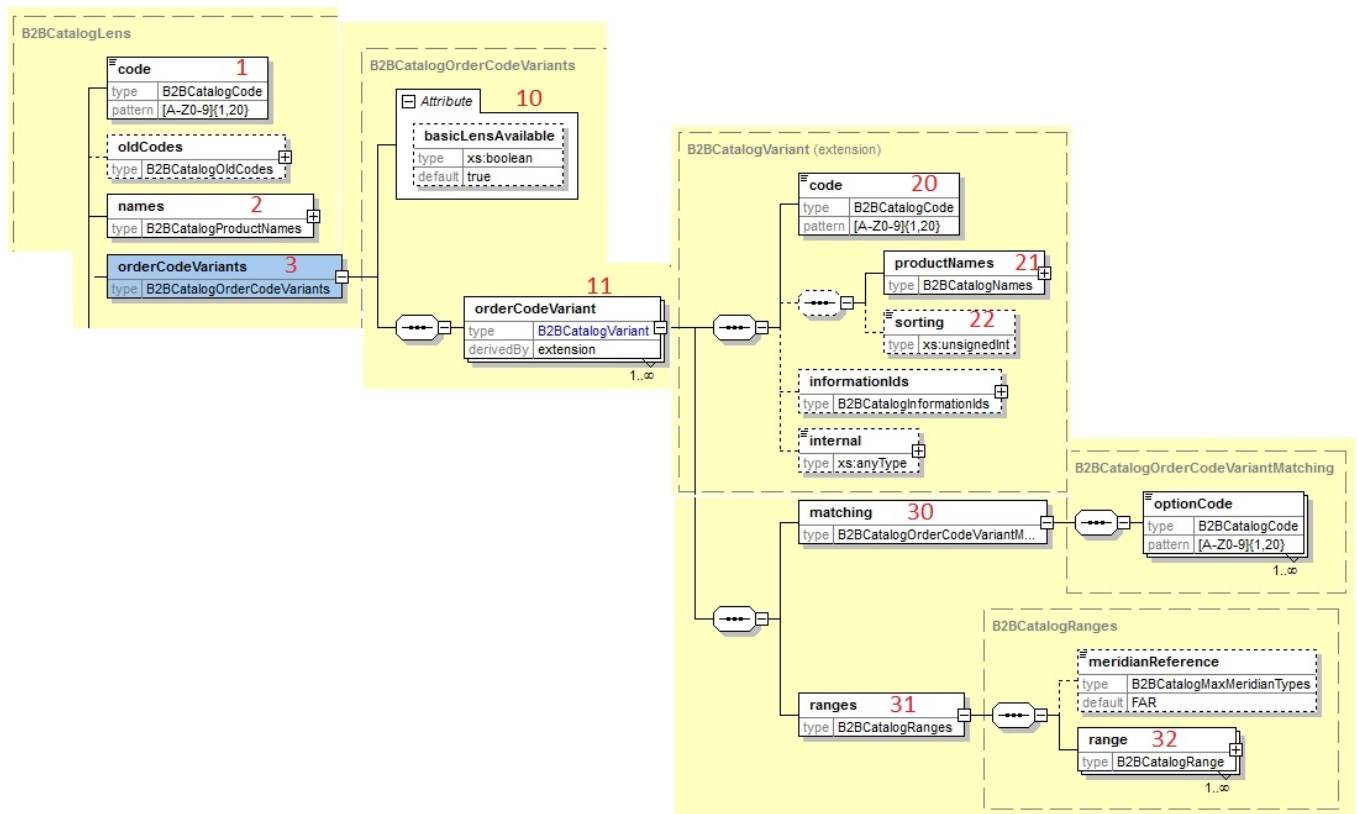 B2BCatalogLens
code 1
type B2BCatalogCode
pattern [A-Z0-9]{1,20}
oldCodes
type B2BCatalogOldCodes
names 2
type B2BCatalogProductNames
orderCodeVariants 3
type B2BCatalogOrderCodeVariants
B2BCatalogOrderCodeVariants
Attribute 10
basicLensAvailable
type xs:boolean
default true
11
orderCodeVariant
type B2BCatalogVariant
derivedBy extension
1..∞
B2BCatalogVariant (extension)
code 20
type B2BCatalogCode
pattern [A-Z0-9]{1,20}
productNames 21
type B2BCatalogNames
sorting 22
type xs:unsignedInt
informationIds
type B2BCatalogInformationIds
internal
type xs:anyType
matching 30
type B2BCatalogOrderCodeVariantM...
B2BCatalogOrderCodeVariantMatching
optionCode
type B2BCatalogCode
pattern [A-Z0-9]{1,20}
1..∞
ranges 31
type B2BCatalogRanges
B2BCatalogRanges
meridianReference
type B2BCatalogMaxMeridianTypes
default FAR
range 32
type B2BCatalogRange
1..∞